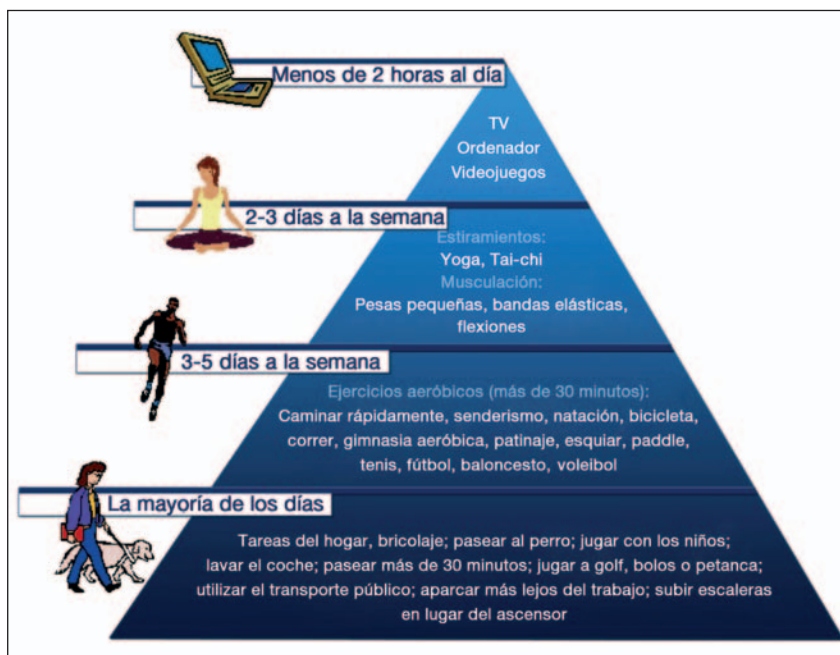 Menos de 2 horas al día
TV
Ordenador
Videojuegos
2-3 días a la semana
Estiramientos:
Yoga, Tai-chi
Musculación:
Pesas pequeñas, bandas elásticas,
flexiones
3-5 días a la semana
Ejercicios aeróbicos (más de 30 minutos):
Caminar rápidamente, senderismo, natación, bicicleta,
correr, gimnasia aeróbica, patinaje, esquiar, paddle,
tenis, fútbol, baloncesto, voleibol
La mayoría de los días
Tareas del hogar, bricolaje; pasear al perro; jugar con los niños;
lavar el coche; pasear más de 30 minutos; jugar a golf, bolos o petanca;
utilizar el transporte público; aparcar más lejos del trabajo; subir escaleras
en lugar del ascensor